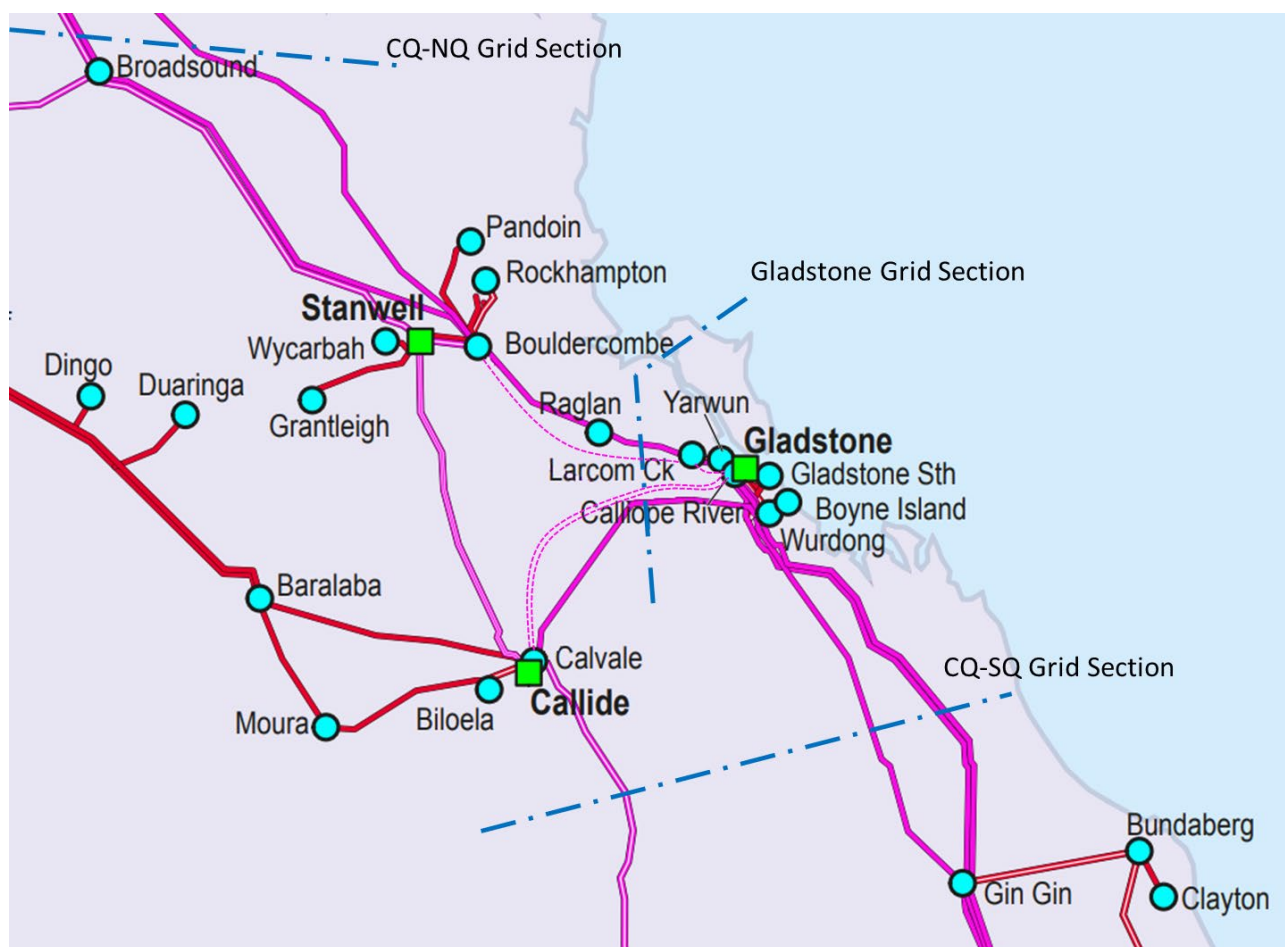 CQ-NQ Grid Section
Broadsound
Pandoin
Rockhampton
Gladstone Grid Section
Stanwell
Wycarbah
Bouldercombe
Dingo
Duaringa
Grantleigh
Raglan
Yarwun
Gladstone
Larcom Ck
Gladstone Sth
Calliope River
Boyne Island
Wurdong
Baralaba
Calvale
CQ-SQ Grid Section
Callide
Biloela
Moura
Bundaberg
Gin Gin
Clayton